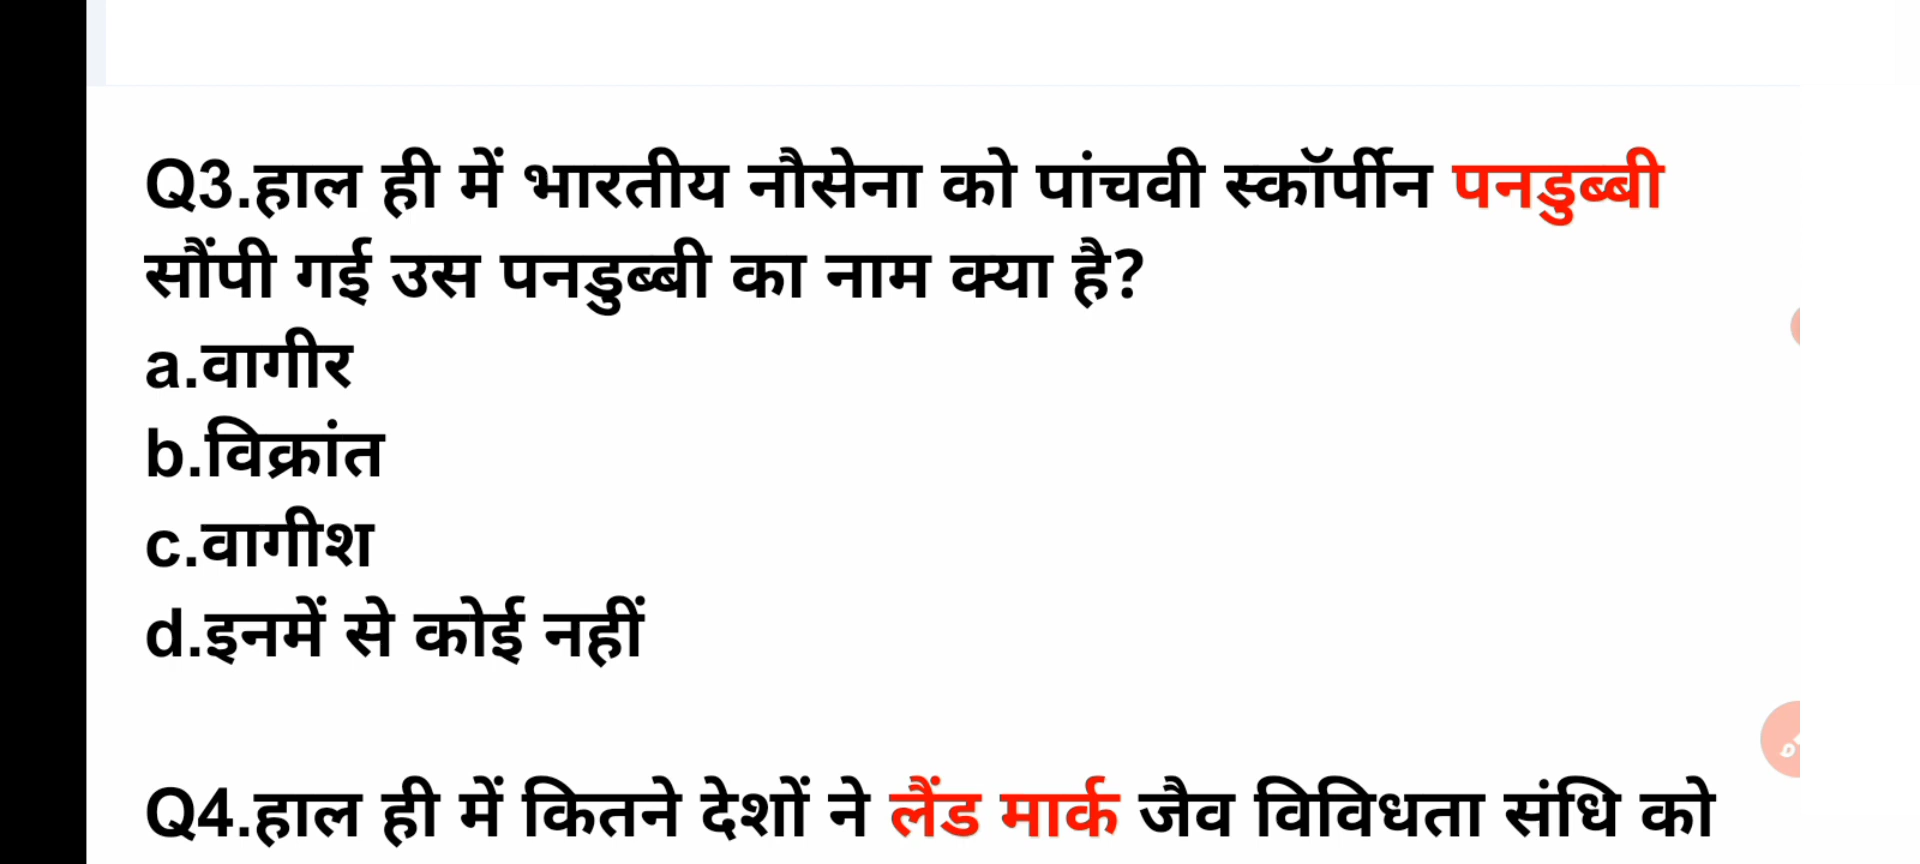 Q3.हाल ही में भारतीय नौसेना को पांचवी स्कॉर्पीन पनडुब्बी
सौंपी गई उस पनडुब्बी का नाम क्या है?
a.वागीर
b.विक्रांत
c.वागीश
d.इनमें से कोई नहीं
Q4.हाल ही में कितने देशों ने लैंड मार्क जैव विविधता संधि को